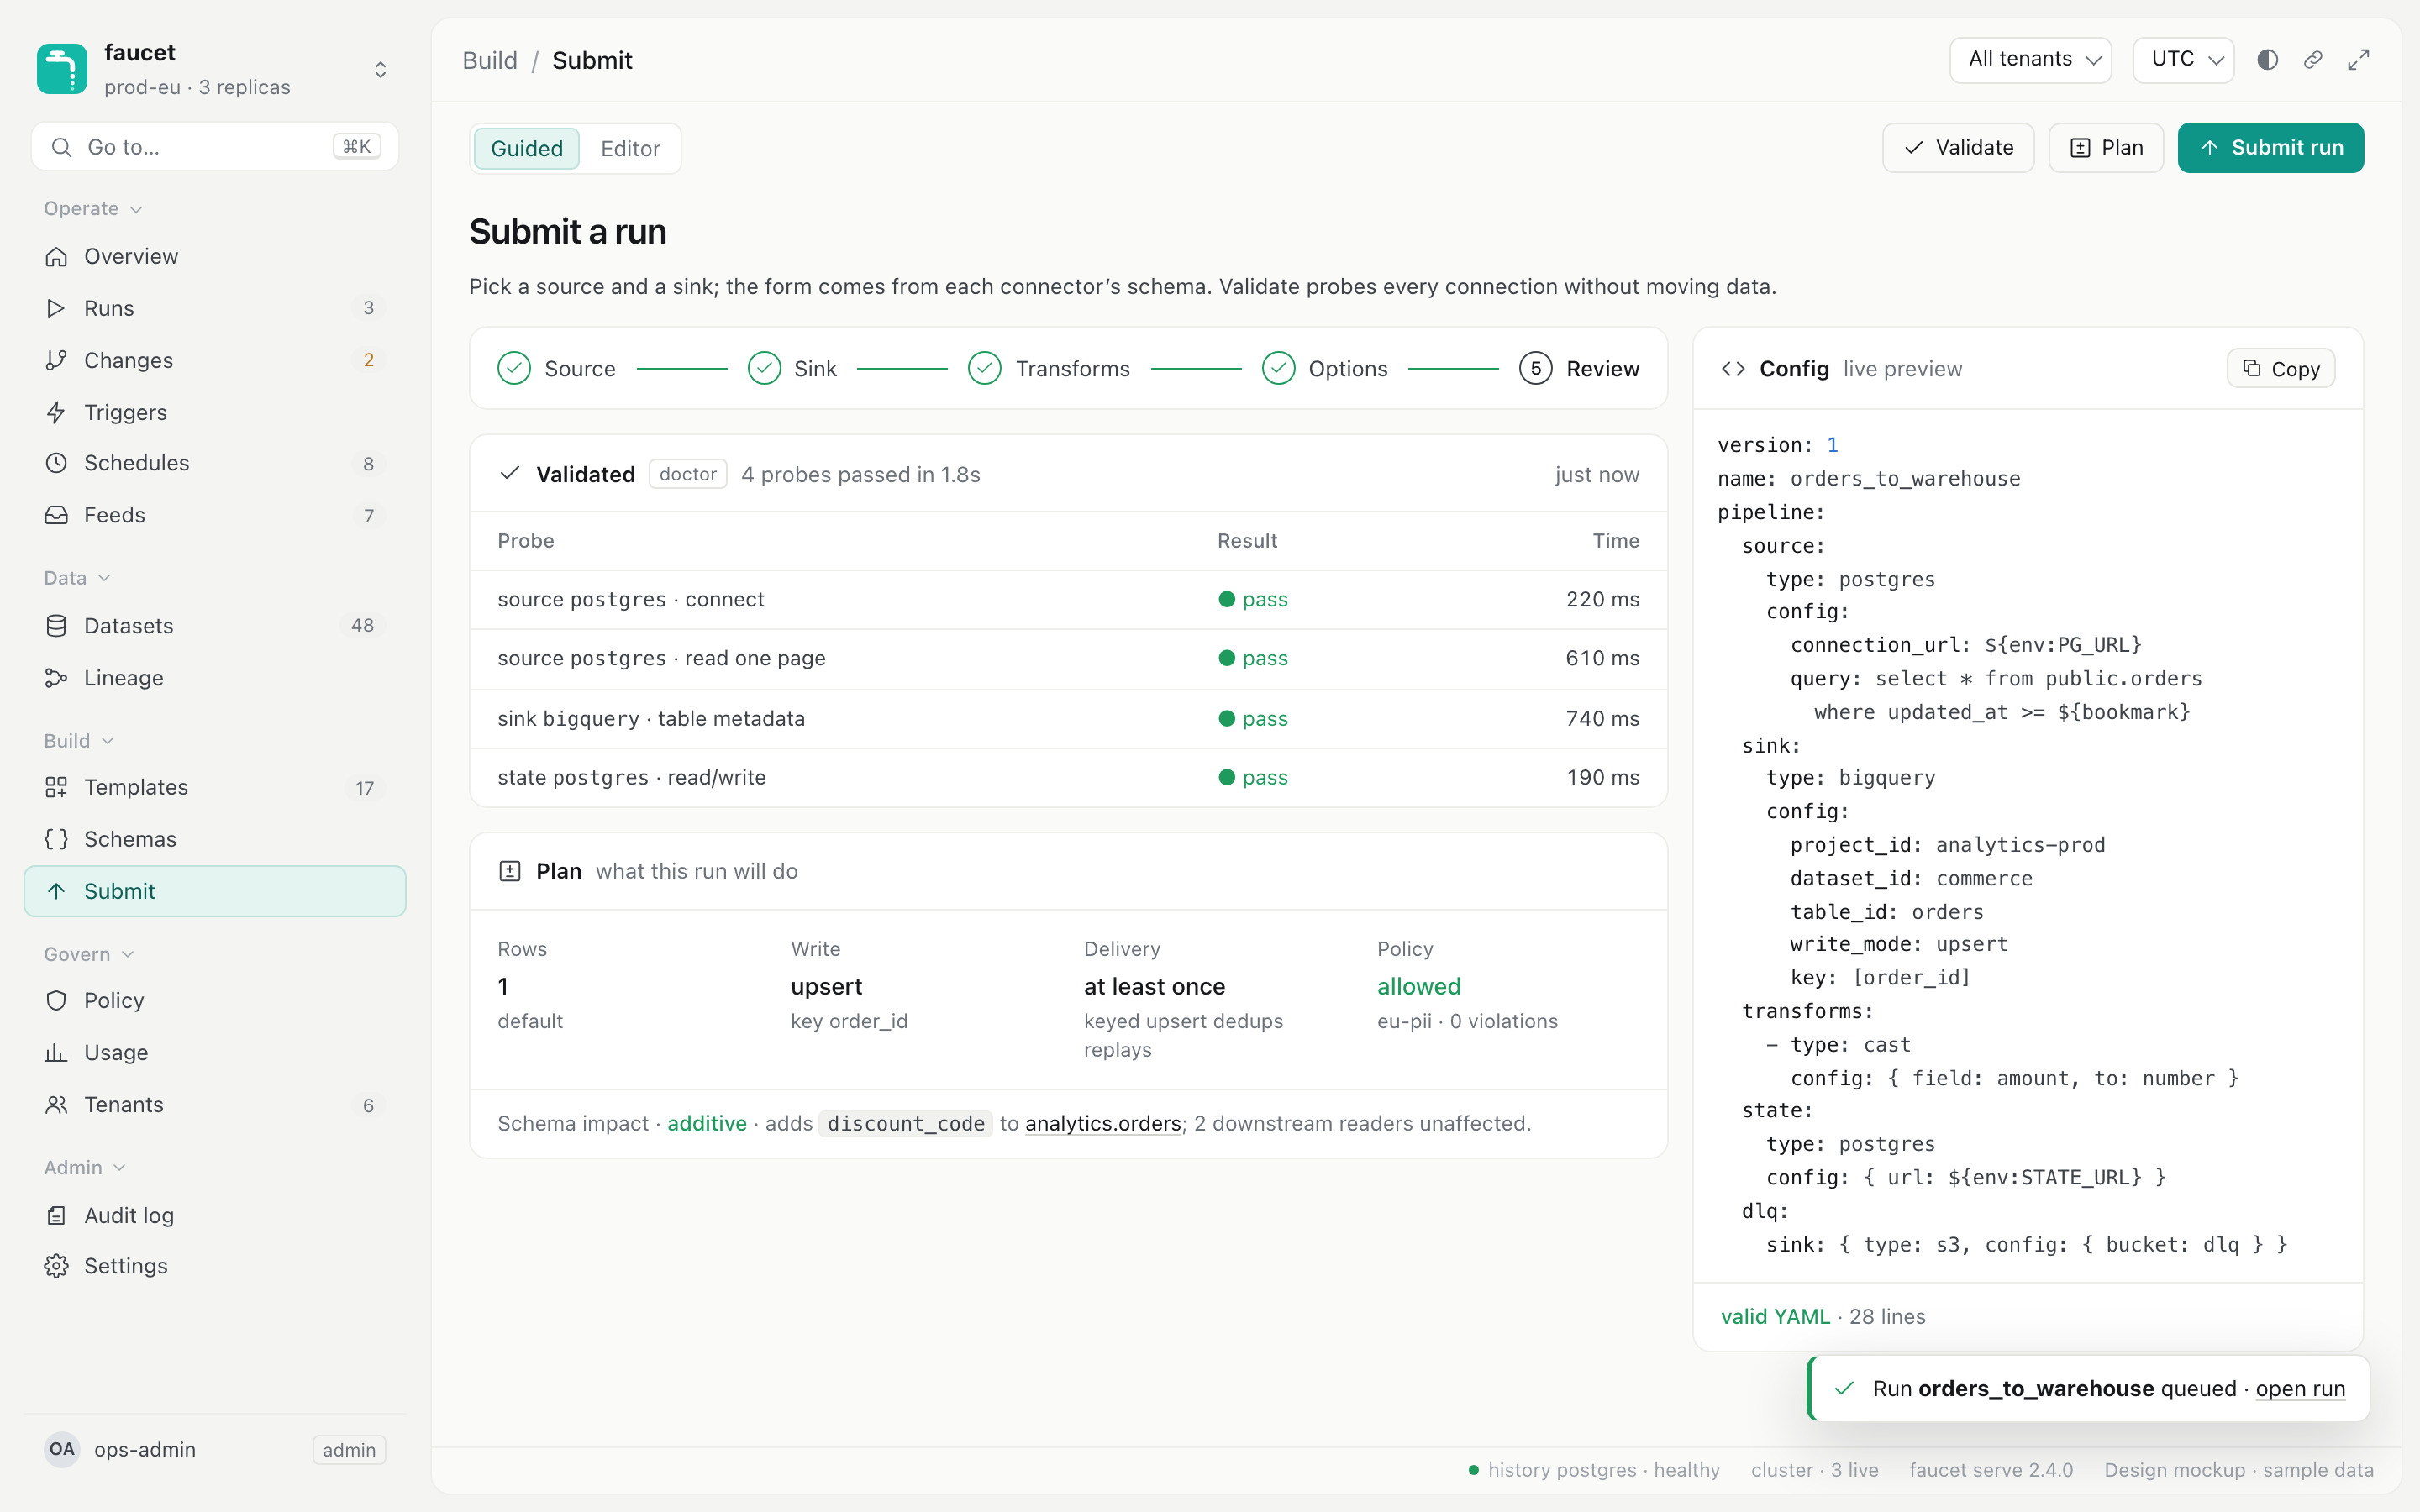 faucet
prod-eu · 3 replicas
Go to...
⌘K
Operate
Overview
Runs 3
Changes 2
Triggers
Schedules 8
Feeds 7
Data
Datasets 48
Lineage
Build
Templates 17
Schemas
Submit
Govern
Policy
Usage
Tenants 6
Admin
Audit log
Settings
OA ops-admin admin
Build / Submit
All tenants
UTC
Guided Editor
Validate
Plan
Submit run
Submit a run
Pick a source and a sink; the form comes from each connector’s schema. Validate probes every connection without moving data.
Source Sink Transforms Options 5 Review
Validated doctor 4 probes passed in 1.8s just now
Probe Result Time
source postgres · connect pass 220 ms
source postgres · read one page pass 610 ms
sink bigquery · table metadata pass 740 ms
state postgres · read/write pass 190 ms
Plan what this run will do
Rows Write Delivery Policy
1 upsert at least once allowed
default key order_id keyed upsert dedups eu-pii · 0 violations
replays
Schema impact · additive · adds discount_code to analytics.orders; 2 downstream readers unaffected.
Config live preview Copy
version: 1
name: orders_to_warehouse
pipeline:
source:
type: postgres
config:
connection_url: ${env:PG_URL}
query: select * from public.orders
where updated_at >= ${bookmark}
sink:
type: bigquery
config:
project_id: analytics-prod
dataset_id: commerce
table_id: orders
write_mode: upsert
key: [order_id]
transforms:
- type: cast
config: { field: amount, to: number }
state:
type: postgres
config: { url: ${env:STATE_URL} }
dlq:
sink: { type: s3, config: { bucket: dlq } }
valid YAML · 28 lines
Run orders_to_warehouse queued · open run
history postgres · healthy cluster · 3 live faucet serve 2.4.0 Design mockup · sample data